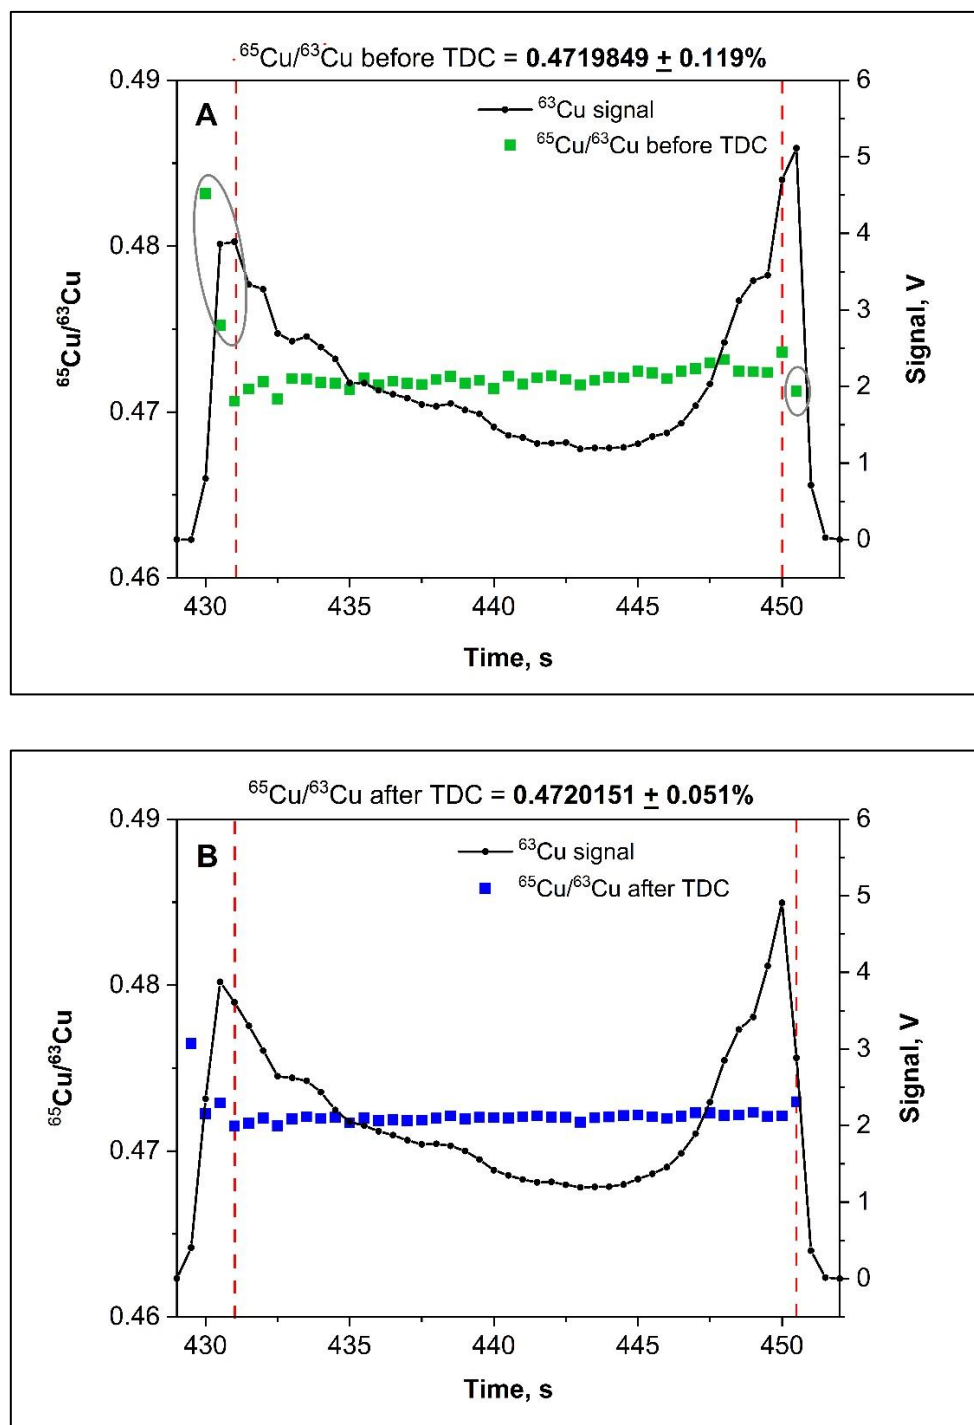 ⁶⁵Cu/⁶³Cu before TDC = 0.4719849 ± 0.119%
A
⁶³Cu signal
⁶⁵Cu/⁶³Cu before TDC
0.49
0.48
0.47
0.46
⁶⁵Cu/⁶³Cu
6
5
4
3
2
1
0
Signal, V
430 435 440 445 450
Time, s
⁶⁵Cu/⁶³Cu after TDC = 0.4720151 ± 0.051%
B
⁶³Cu signal
⁶⁵Cu/⁶³Cu after TDC
0.49
0.48
0.47
0.46
⁶⁵Cu/⁶³Cu
6
5
4
3
2
1
0
Signal, V
430 435 440 445 450
Time, s